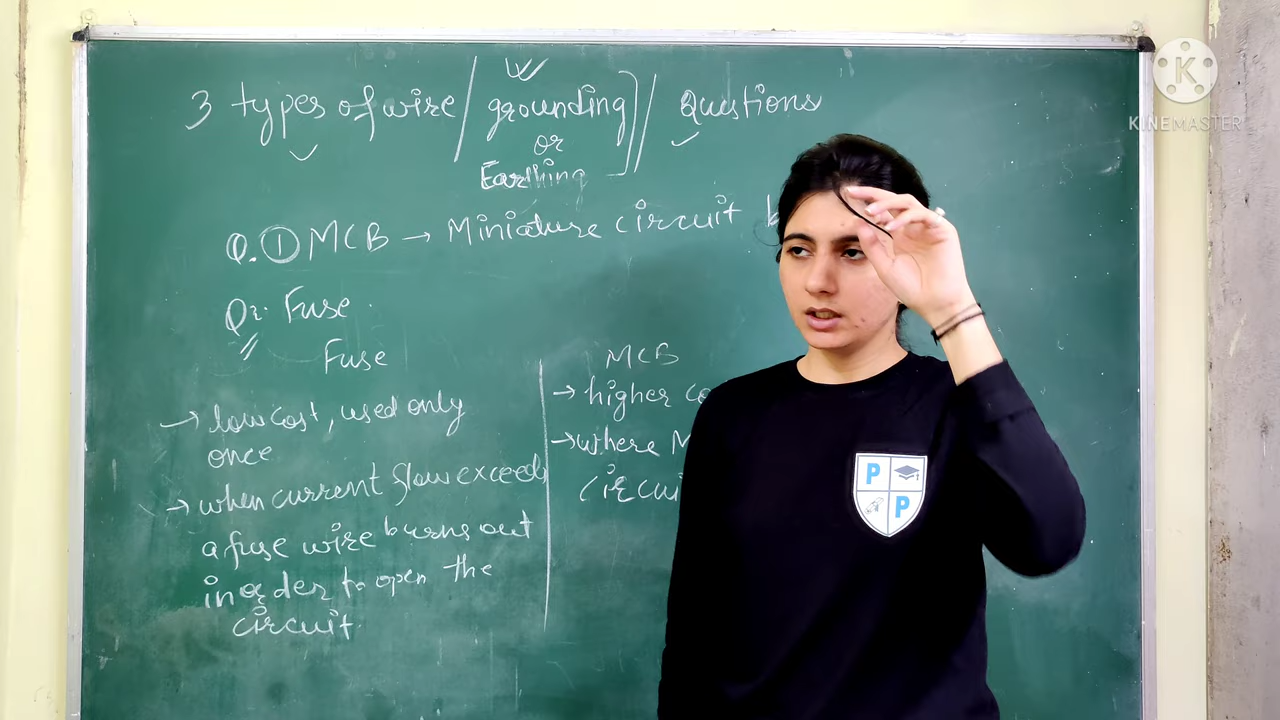 3 types of wire / grounding // Questions
or
Earthing
Q. ① MCB → Miniature circuit b
Q2. Fuse.
Fuse
→ low cost, used only
once
→ when current flow exceeds
a fuse wire burns out
in order to open the
circuit.
MCB
→ higher co
→ where M
circui
P
P
K
KINEMASTER